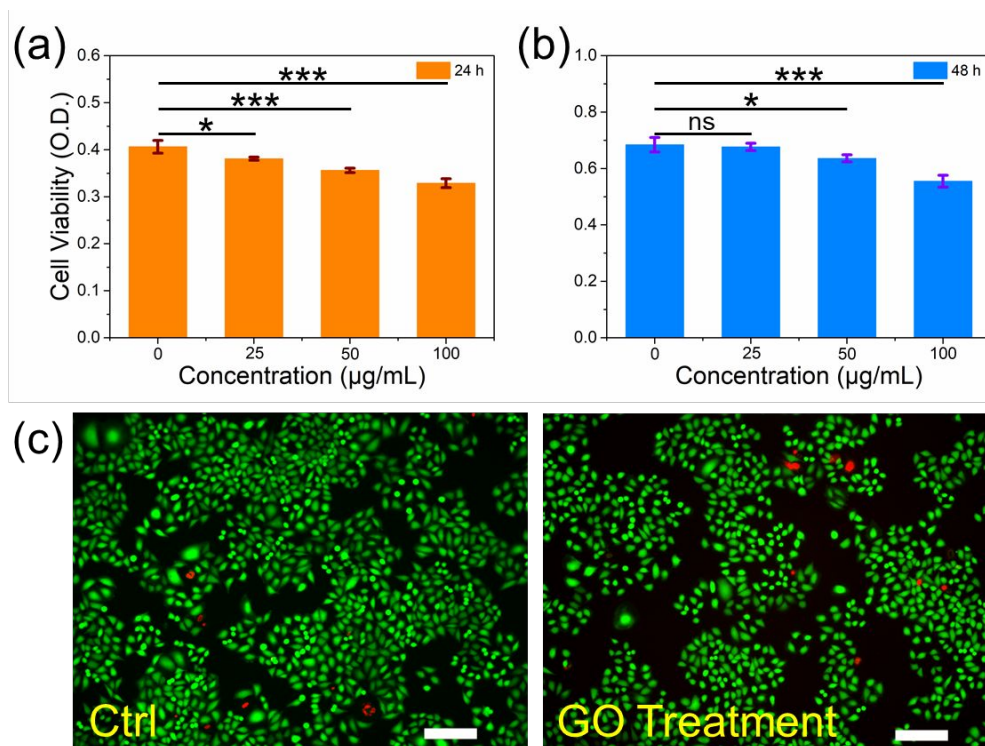 (a)
0.6
0.5
0.4
0.3
0.2
0.1
0.0
Cell Viability (O.D.)
24 h
***
***
*
0 25 50 100
Concentration (µg/mL)
(b)
1.0
0.8
0.6
0.4
0.2
0.0
48 h
***
*
ns
0 25 50 100
Concentration (µg/mL)
(c)
Ctrl
GO Treatment